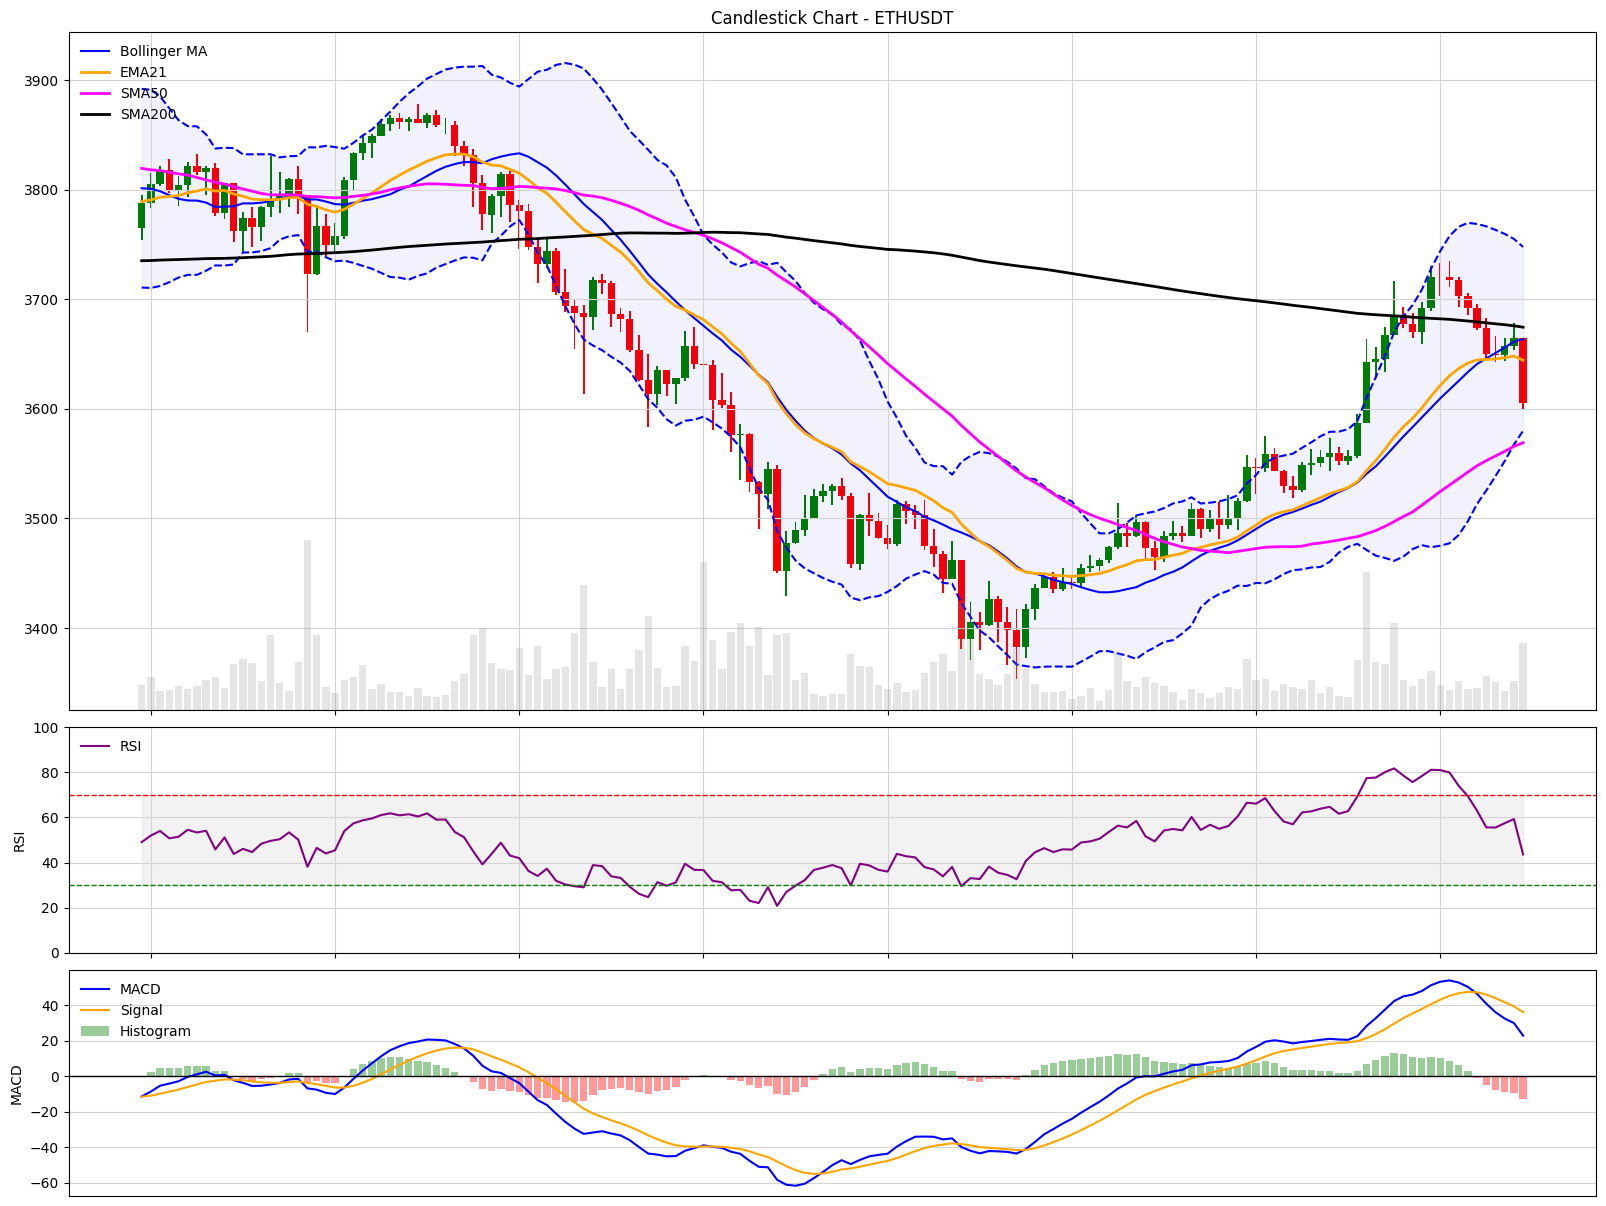 Candlestick Chart - ETHUSDT
Bollinger MA
EMA21
SMA50
SMA200
3900
3800
3700
3600
3500
3400
RSI
100
80
60
40
20
0
RSI
MACD
Signal
Histogram
40
20
0
−20
−40
−60
MACD